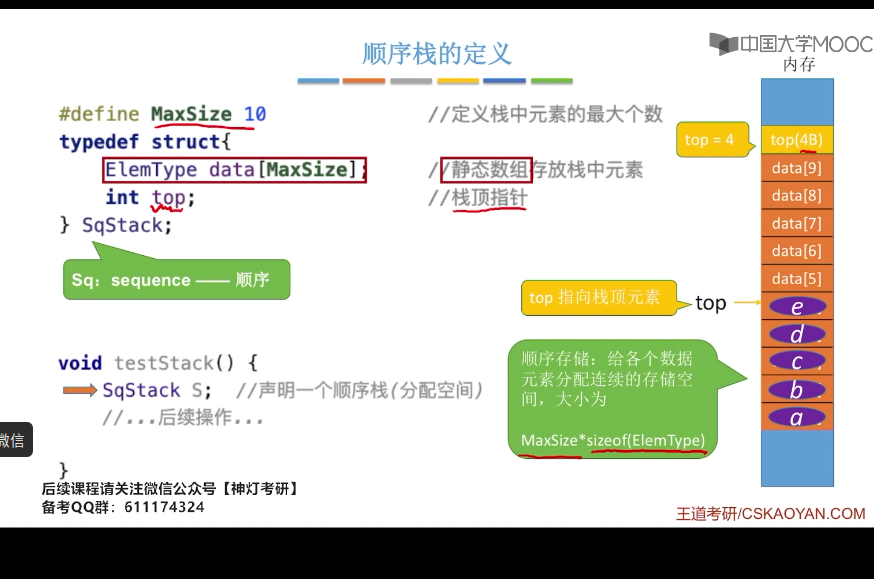 顺序栈的定义
中国大学MOOC
内存
#define MaxSize 10 //定义栈中元素的最大个数
typedef struct{
ElemType data[MaxSize]; //静态数组存放栈中元素
int top; //栈顶指针
} SqStack;
Sq：sequence —— 顺序
void testStack() {
SqStack S; //声明一个顺序栈(分配空间)
//...后续操作...
}
top = 4
top(4B)
data[9]
data[8]
data[7]
data[6]
data[5]
top 指向栈顶元素
top
e
d
c
b
a
顺序存储：给各个数据
元素分配连续的存储空
间，大小为
MaxSize*sizeof(ElemType)
微信
后续课程请关注微信公众号【神灯考研】
备考QQ群：611174324
王道考研/CSKAOYAN.COM